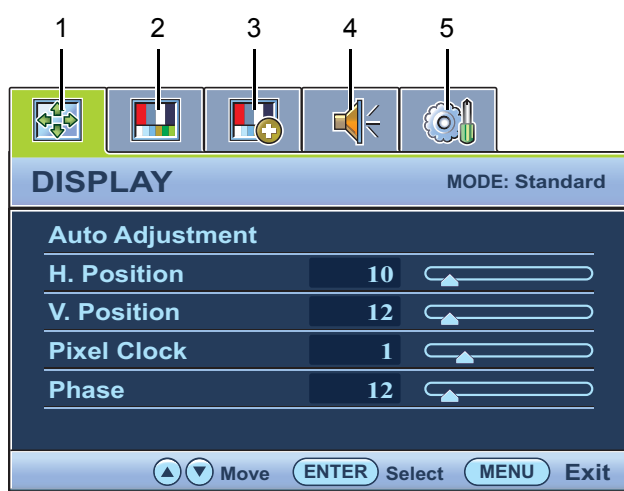 1 2 3 4 5
DISPLAY MODE: Standard
Auto Adjustment
H. Position 10
V. Position 12
Pixel Clock 1
Phase 12
Move ENTER Select MENU Exit